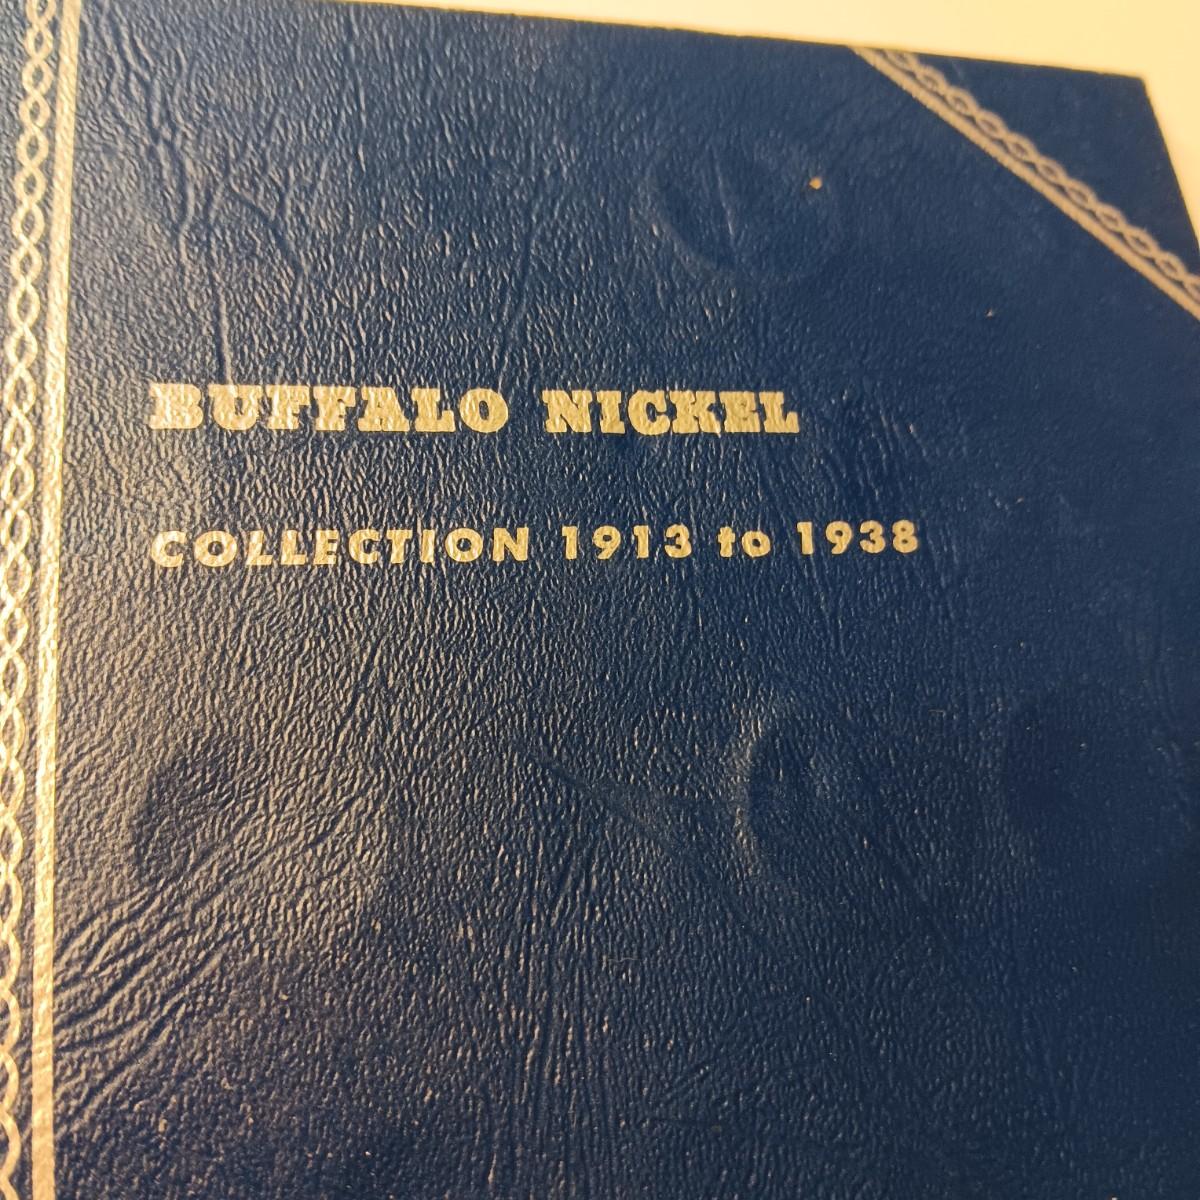 BUFFALO NICKEL
COLLECTION 1913 to 1938